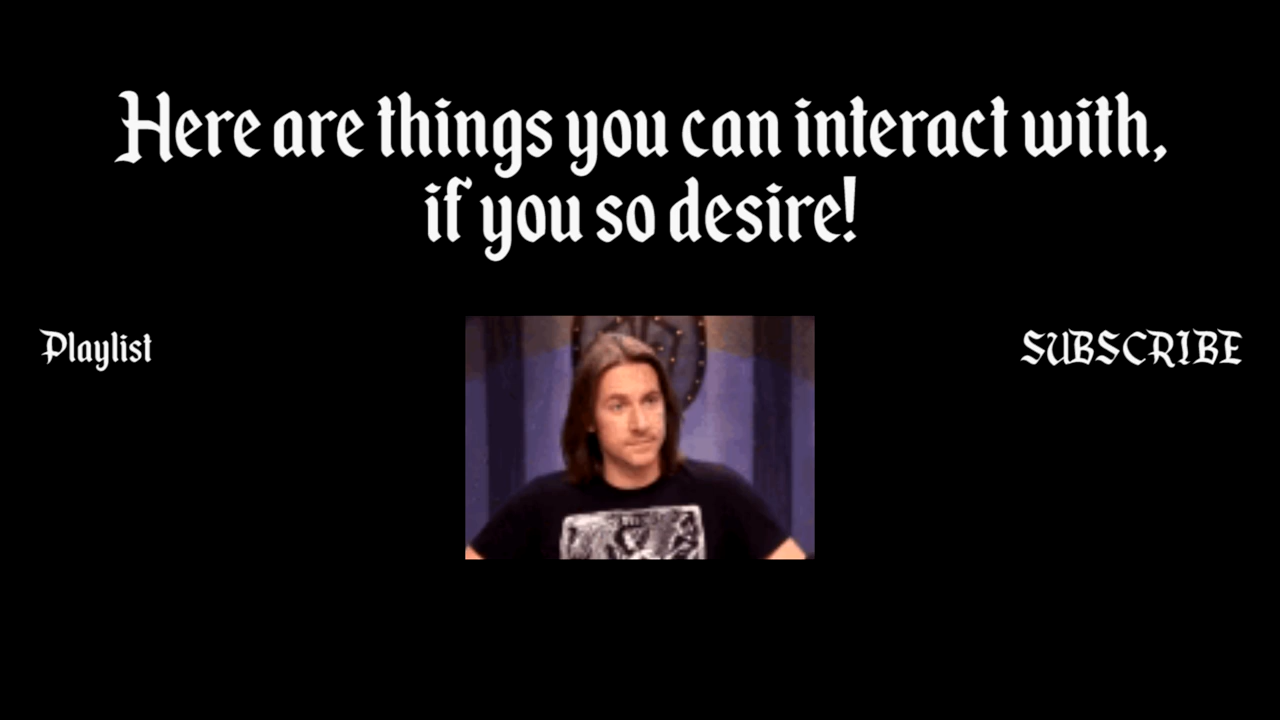 Here are things you can interact with,
if you so desire!
Playlist
SUBSCRIBE